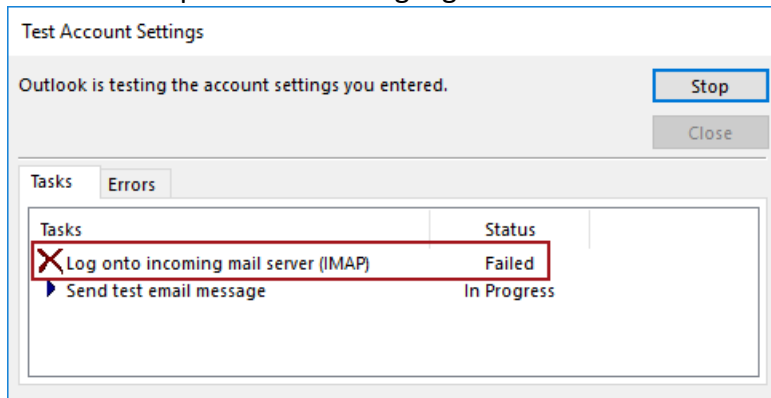 Test Account Settings
Outlook is testing the account settings you entered.
Stop
Close
Tasks Errors
Tasks Status
Log onto incoming mail server (IMAP) Failed
Send test email message In Progress